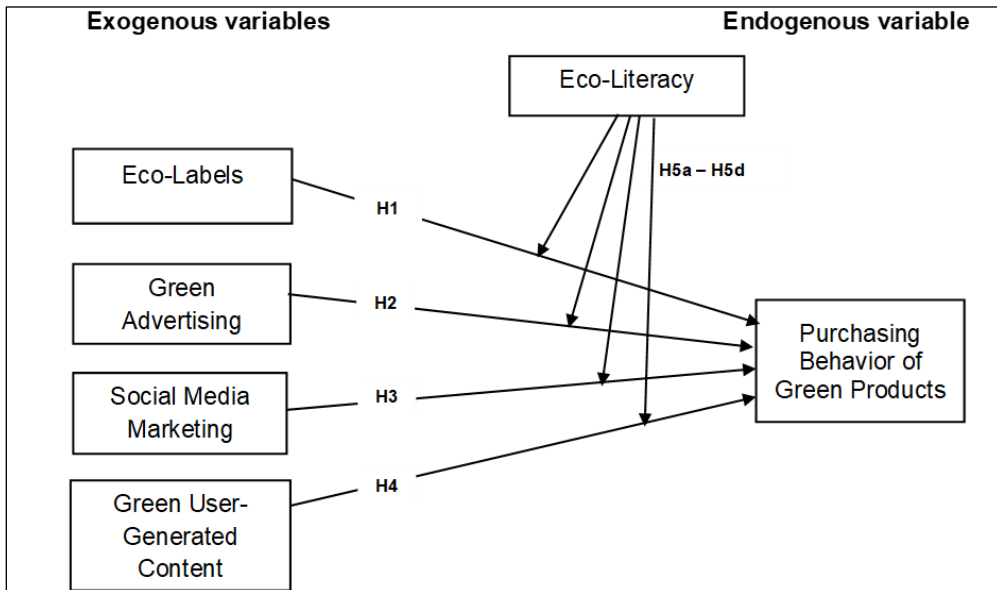 Exogenous variables
Endogenous variable
Eco-Literacy
H5a – H5d
Eco-Labels
H1
Green
Advertising
H2
Social Media
Marketing
H3
Green User-
Generated
Content
H4
Purchasing
Behavior of
Green Products